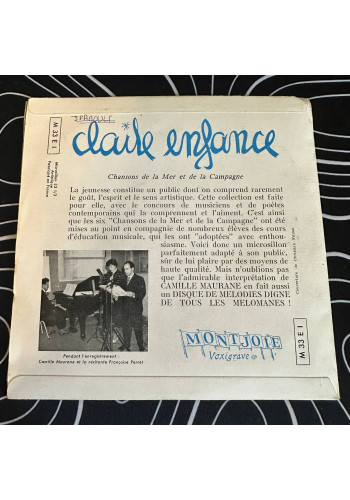 M 33 E I
claire enfance
Chansons de la Mer et de la Campagne
La jeunesse constitue un public dont on comprend rarement
le goût, l'esprit et le sens artistique. Cette collection est faite
pour elle, avec le concours de musiciens et de poètes
contemporains qui la comprennent et l'aiment. C'est ainsi
que les six "Chansons de la Mer et de la Campagne" ont été
mises au point en compagnie de nombreux élèves des cours
d'éducation musicale, qui les ont "adoptées" avec enthou-
siasme. Voici donc un microsillon
parfaitement adapté à son public,
sûr de lui plaire par des moyens de
haute qualité. Mais n'oublions pas
que l'admirable interprétation de
CAMILLE MAURANE en fait aussi
un DISQUE DE MELODIES DIGNE
DE TOUS LES MELOMANES !
Pendant l'enregistrement :
Camille Maurane et la récitante Françoise Perret
MONTJOIE
Voxigrave
M 33 E I